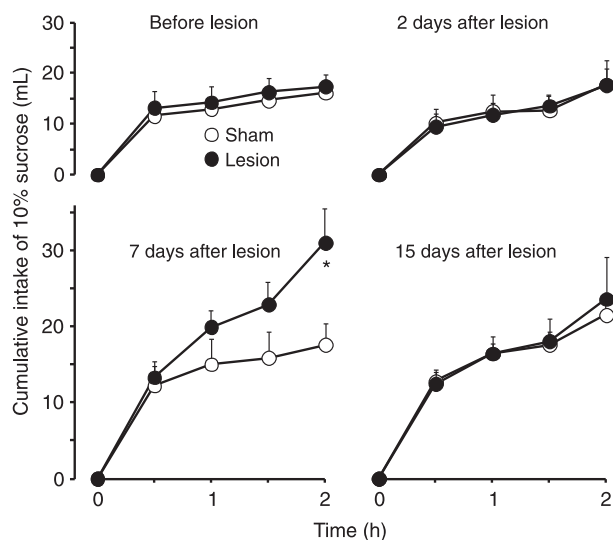 Before lesion
2 days after lesion
30
20
10
0
Sham
Lesion
Cumulative intake of 10% sucrose (mL)
7 days after lesion
15 days after lesion
30
20
10
0
*
0 1 2
0 1 2
Time (h)